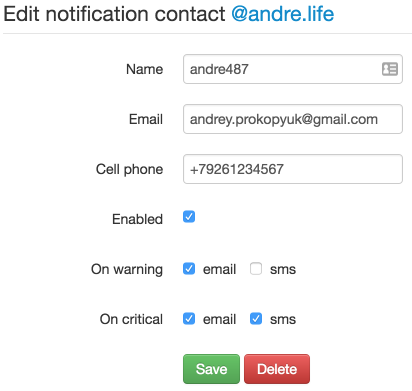 Edit notification contact @andre.life
Name andre487
Email andrey.prokopyuk@gmail.com
Cell phone +79261234567
Enabled
On warning email sms
On critical email sms
Save Delete